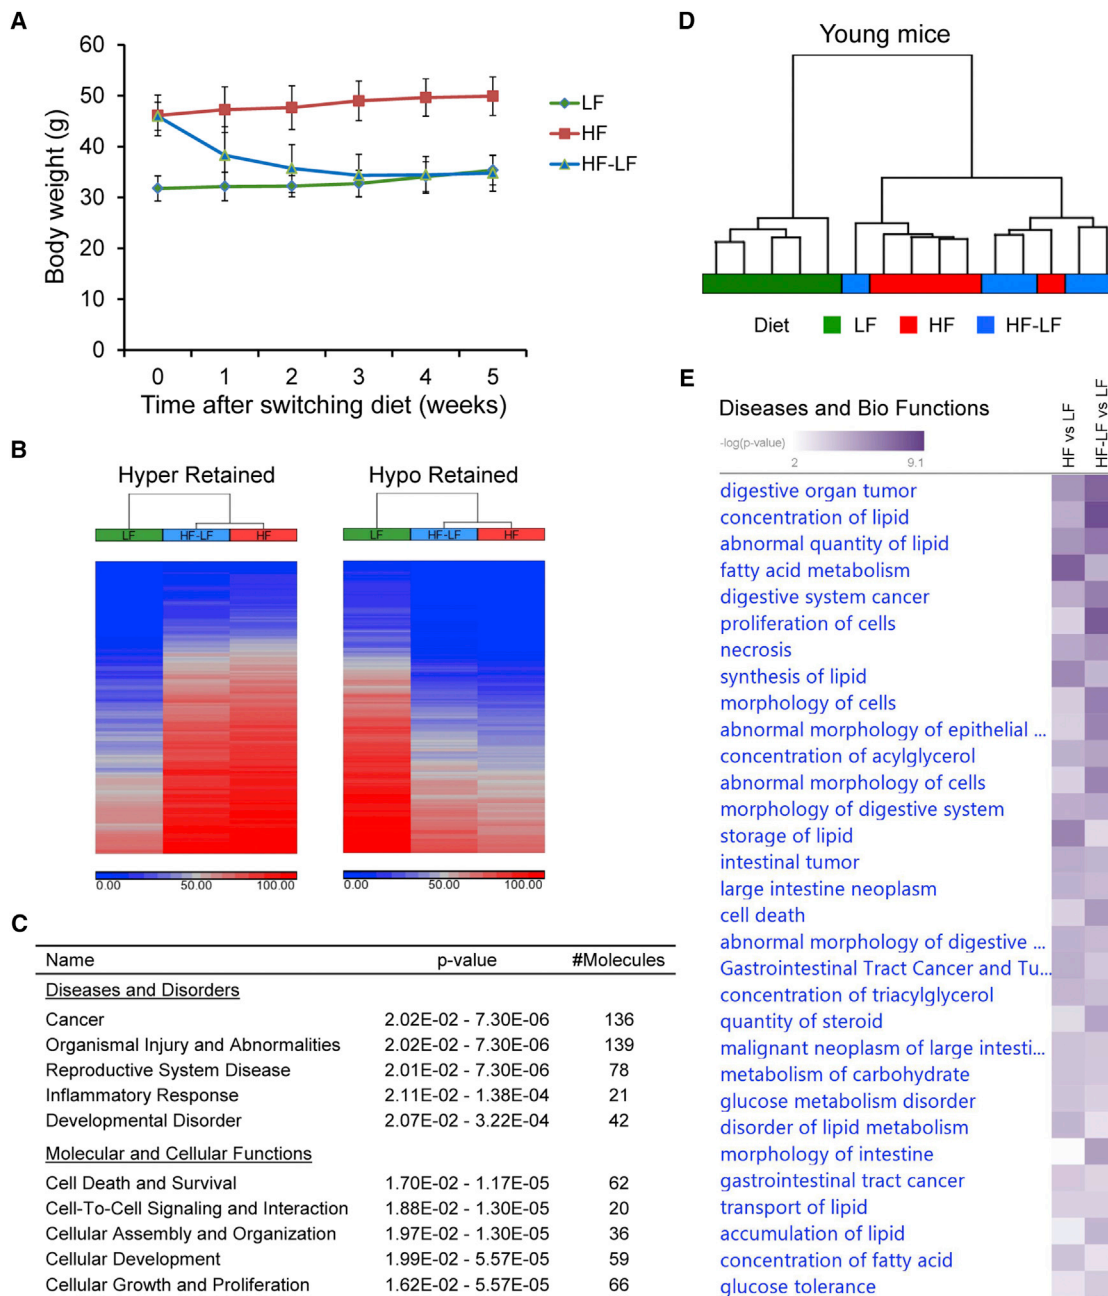 A
60
50
40
30
20
10
0
Body weight (g)
0 1 2 3 4 5
Time after switching diet (weeks)
LF
HF
HF-LF
B
Hyper Retained
LF HF-LF HF
0.00 50.00 100.00
Hypo Retained
LF HF-LF HF
0.00 50.00 100.00
C
Name p-value #Molecules
Diseases and Disorders
Cancer 2.02E-02 - 7.30E-06 136
Organismal Injury and Abnormalities 2.02E-02 - 7.30E-06 139
Reproductive System Disease 2.01E-02 - 7.30E-06 78
Inflammatory Response 2.11E-02 - 1.38E-04 21
Developmental Disorder 2.07E-02 - 3.22E-04 42
Molecular and Cellular Functions
Cell Death and Survival 1.70E-02 - 1.17E-05 62
Cell-To-Cell Signaling and Interaction 1.88E-02 - 1.30E-05 20
Cellular Assembly and Organization 1.97E-02 - 1.30E-05 36
Cellular Development 1.99E-02 - 5.57E-05 59
Cellular Growth and Proliferation 1.62E-02 - 5.57E-05 66
D
Young mice
Diet LF HF HF-LF
E
Diseases and Bio Functions
-log(p-value)
2 9.1
HF vs LF
HF-LF vs LF
digestive organ tumor
concentration of lipid
abnormal quantity of lipid
fatty acid metabolism
digestive system cancer
proliferation of cells
necrosis
synthesis of lipid
morphology of cells
abnormal morphology of epithelial ...
concentration of acylglycerol
abnormal morphology of cells
morphology of digestive system
storage of lipid
intestinal tumor
large intestine neoplasm
cell death
abnormal morphology of digestive ...
Gastrointestinal Tract Cancer and Tu...
concentration of triacylglycerol
quantity of steroid
malignant neoplasm of large intesti...
metabolism of carbohydrate
glucose metabolism disorder
disorder of lipid metabolism
morphology of intestine
gastrointestinal tract cancer
transport of lipid
accumulation of lipid
concentration of fatty acid
glucose tolerance